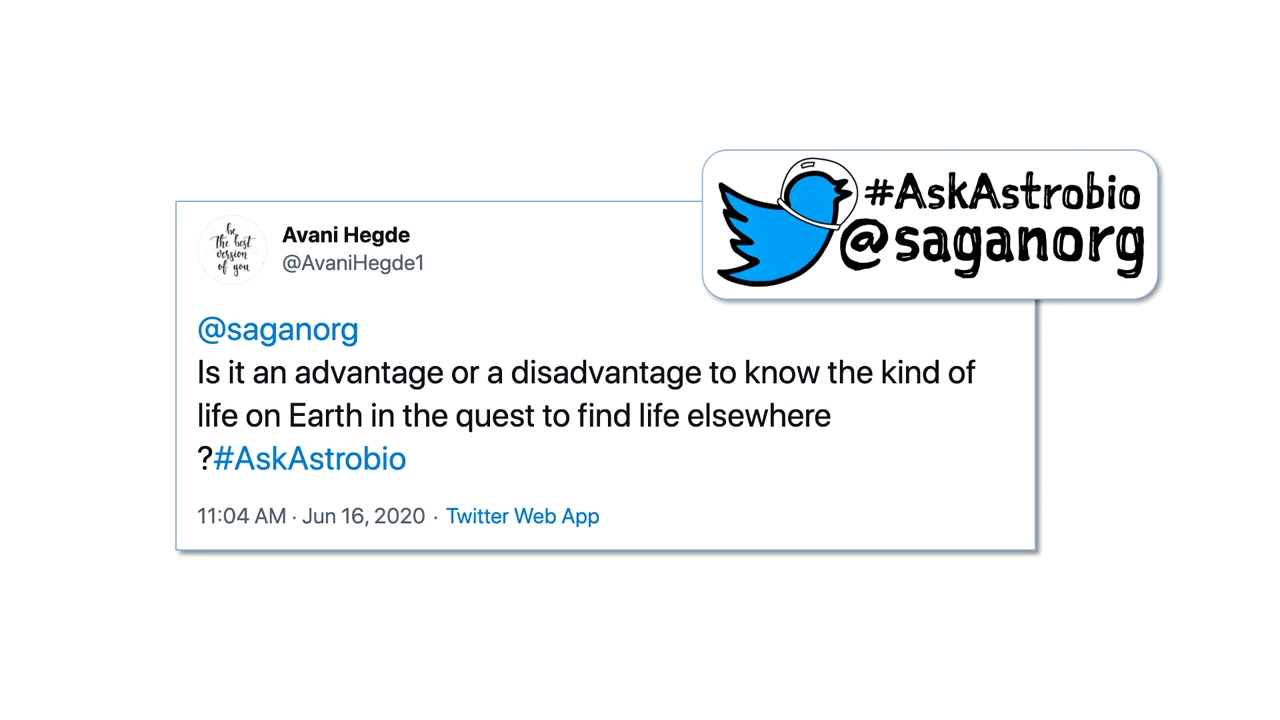 #AskAstrobio
@saganorg
be
the best
version
of you
Avani Hegde
@AvaniHegde1
@saganorg
Is it an advantage or a disadvantage to know the kind of
life on Earth in the quest to find life elsewhere
?#AskAstrobio
11:04 AM · Jun 16, 2020 · Twitter Web App